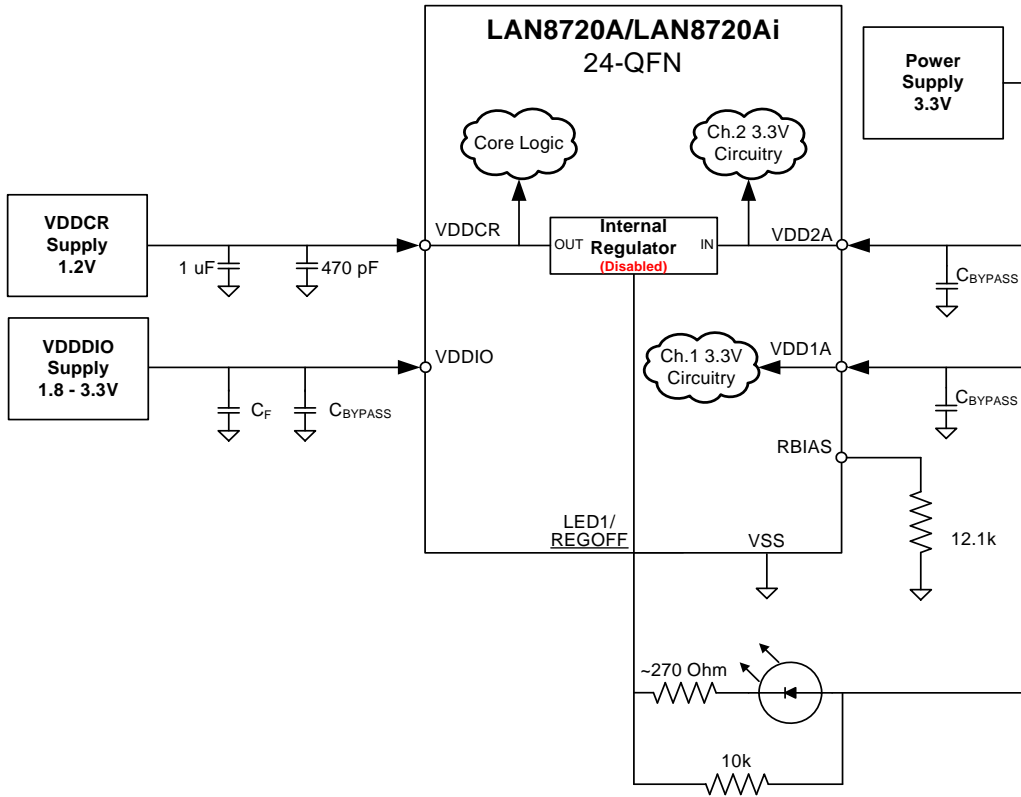 LAN8720A/LAN8720Ai
24-QFN
Power
Supply
3.3V
Core Logic
Ch.2 3.3V
Circuitry
VDDCR
Supply
1.2V
VDDCR
OUT
Internal
Regulator
(Disabled)
IN
VDD2A
1 uF
470 pF
CBYPASS
VDDDIO
Supply
1.8 - 3.3V
VDDIO
Ch.1 3.3V
Circuitry
VDD1A
CF
CBYPASS
CBYPASS
RBIAS
LED1/
REGOFF
VSS
12.1k
~270 Ohm
10k